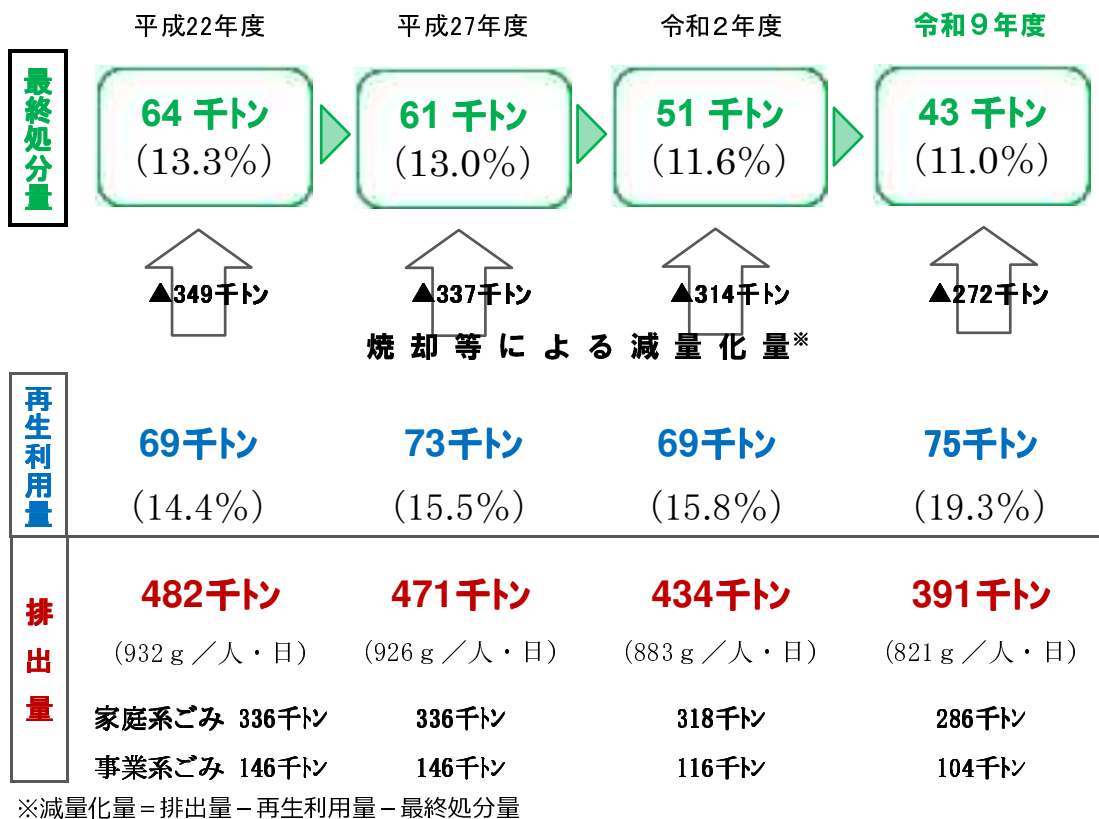 平成22年度 平成27年度 令和２年度 令和９年度
最終処分量
64 千トン 61 千トン 51 千トン 43 千トン
(13.3%) (13.0%) (11.6%) (11.0%)
▲349千トン ▲337千トン ▲314千トン ▲272千トン
焼却等による減量化量※
再生利用量
69千トン 73千トン 69千トン 75千トン
(14.4%) (15.5%) (15.8%) (19.3%)
排出量
482千トン 471千トン 434千トン 391千トン
(932ｇ／人・日) (926ｇ／人・日) (883ｇ／人・日) (821ｇ／人・日)
家庭系ごみ 336千トン 336千トン 318千トン 286千トン
事業系ごみ 146千トン 146千トン 116千トン 104千トン
※減量化量＝排出量－再生利用量－最終処分量